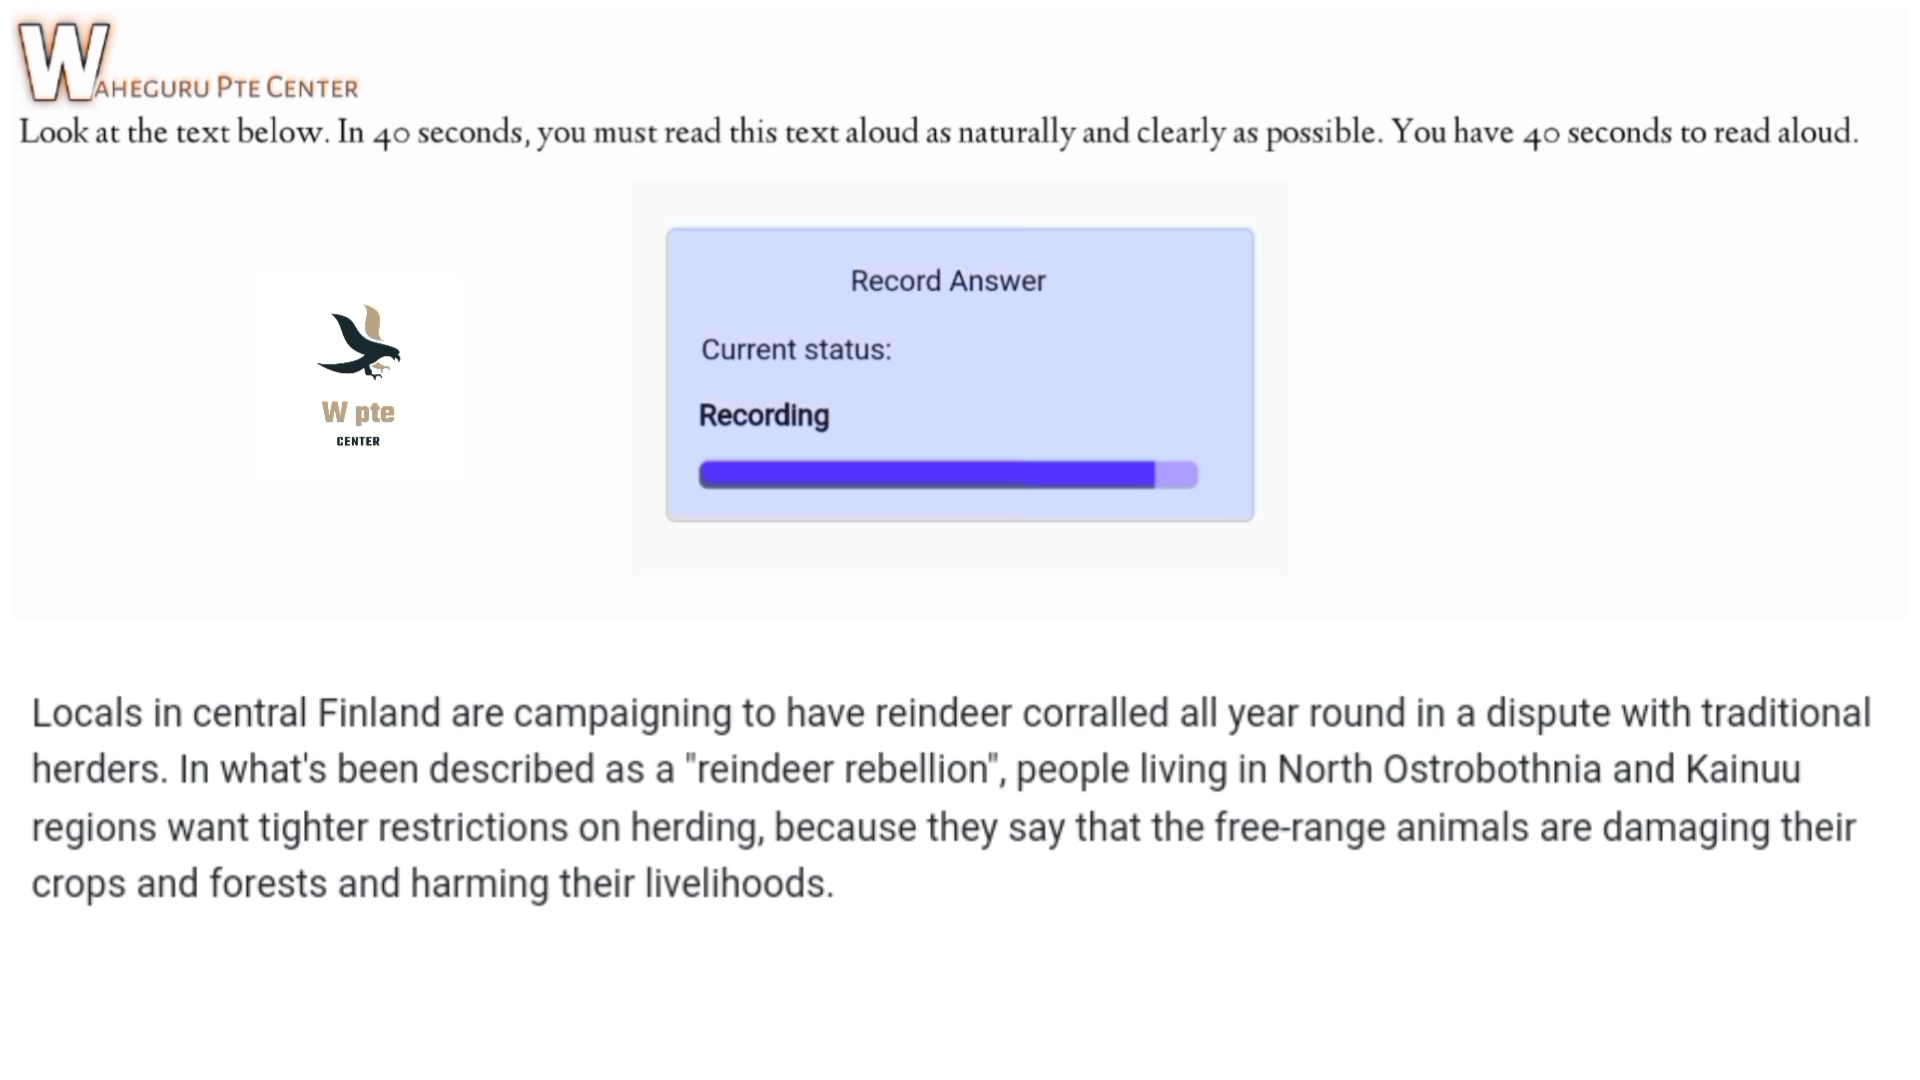 WAHEGURU PTE CENTER
Look at the text below. In 40 seconds, you must read this text aloud as naturally and clearly as possible. You have 40 seconds to read aloud.
Record Answer
Current status:
Recording
W pte
CENTER
Locals in central Finland are campaigning to have reindeer corralled all year round in a dispute with traditional
herders. In what's been described as a "reindeer rebellion", people living in North Ostrobothnia and Kainuu
regions want tighter restrictions on herding, because they say that the free-range animals are damaging their
crops and forests and harming their livelihoods.